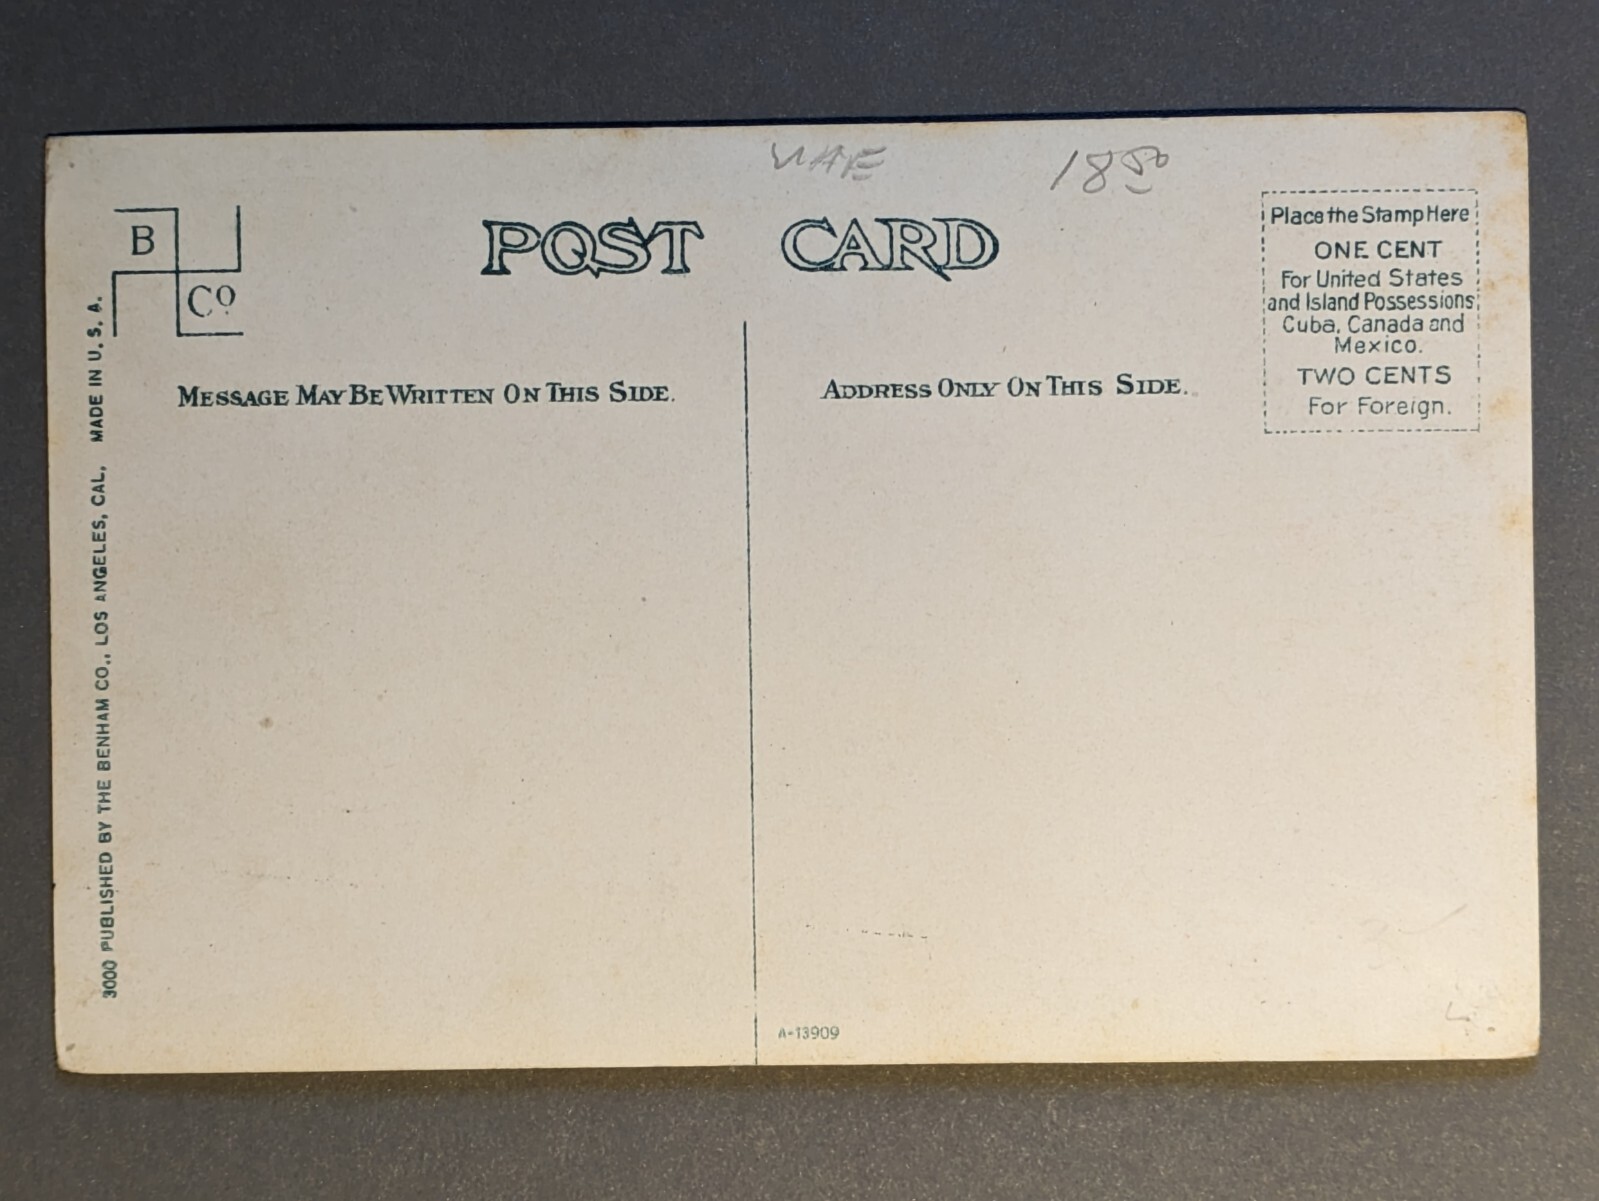 UAE
18 50
B
Co
POST CARD
Place the Stamp Here
ONE CENT
For United States
and Island Possessions
Cuba, Canada and
Mexico.
TWO CENTS
For Foreign.
MESSAGE MAY BE WRITTEN ON THIS SIDE.
ADDRESS ONLY ON THIS SIDE.
3000 PUBLISHED BY THE BENHAM CO., LOS ANGELES, CAL. MADE IN U. S. A.
A-13909